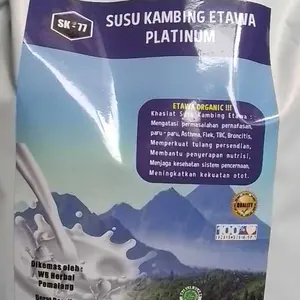 SK-77
SUSU KAMBING ETAWA
PLATINUM
ETAWA ORGANIC !!!
Khasiat Susu Kambing Etawa :
Mengatasi permasalahan pernafasan,
paru-paru, Asthma, Flek, TBC, Broncitis,
Memperkuat tulang persendian,
Membantu penyerapan nutrisi,
Menjaga kesehatan sistem pencernaan,
Meningkatkan kekuatan otot.
QUALITY
100%
Dikemas oleh:
WB Herbal
Pemalang